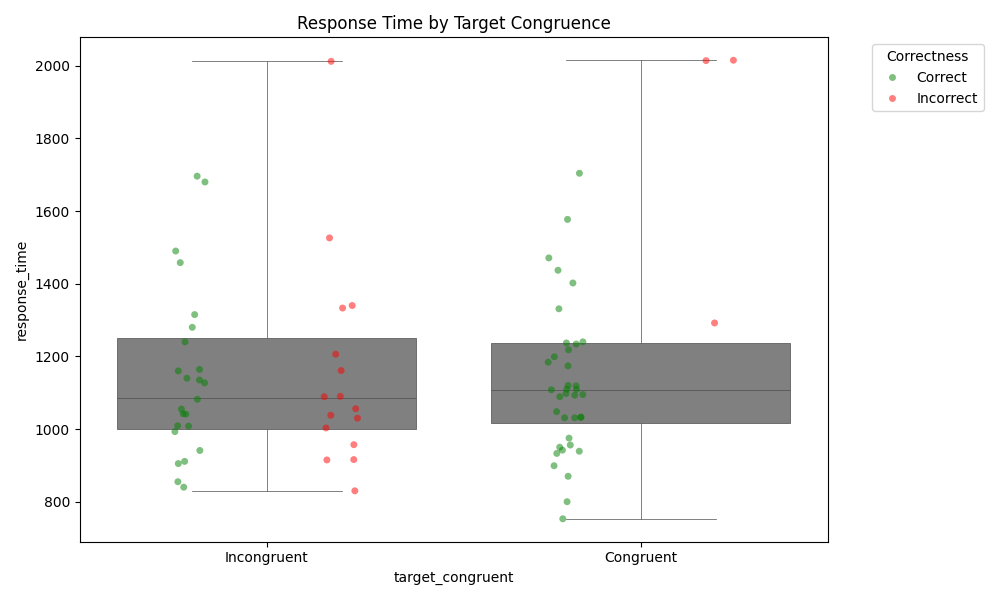 Response Time by Target Congruence
Correctness
Correct
Incorrect
response_time
2000
1800
1600
1400
1200
1000
800
Incongruent
Congruent
target_congruent